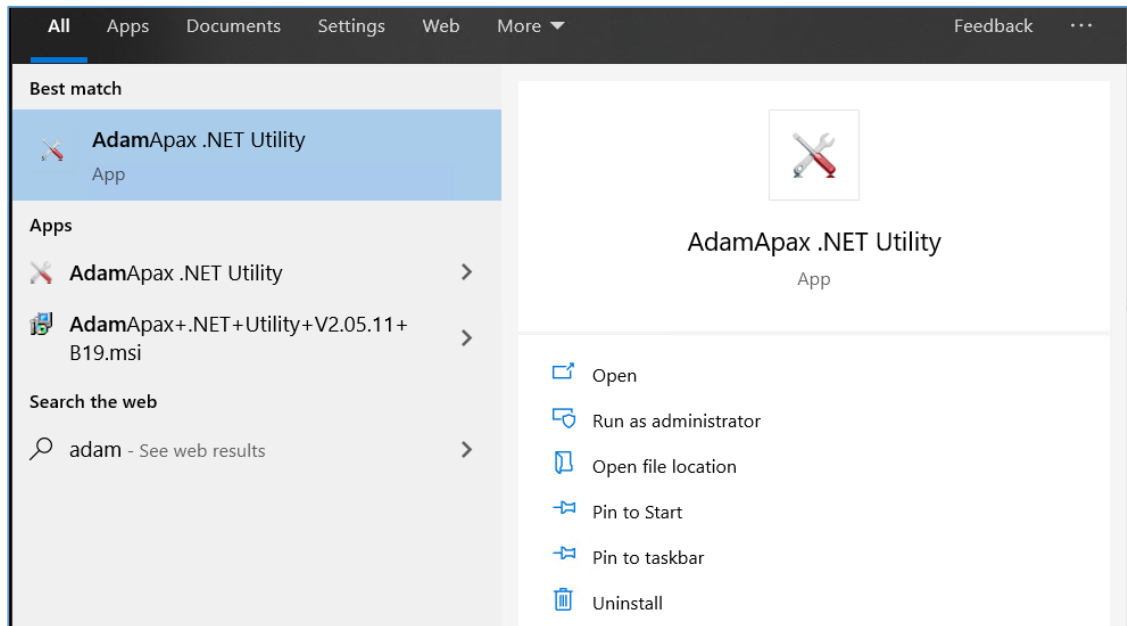 All Apps Documents Settings Web More Feedback ···
Best match
AdamApax .NET Utility
App
Apps
AdamApax .NET Utility
AdamApax+.NET+Utility+V2.05.11+
B19.msi
Search the web
adam - See web results
AdamApax .NET Utility
App
Open
Run as administrator
Open file location
Pin to Start
Pin to taskbar
Uninstall